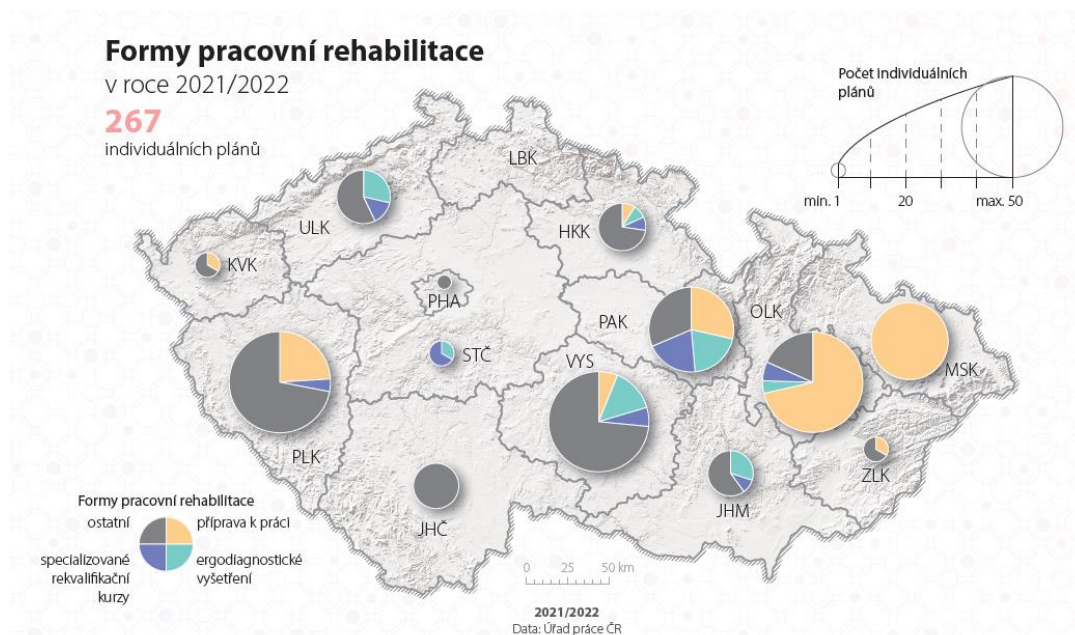 Formy pracovní rehabilitace
v roce 2021/2022
267
individuálních plánů
Počet individuálních
plánů
min. 1
20
max. 50
LBK
ULK
HKK
KVK
PHA
PAK
OLK
STČ
VYS
MSK
PLK
ZLK
JHČ
JHM
Formy pracovní rehabilitace
ostatní
příprava k práci
specializované
rekvalifikační
kurzy
ergodiagnostické
vyšetření
0 25 50 km
2021/2022
Data: Úřad práce ČR